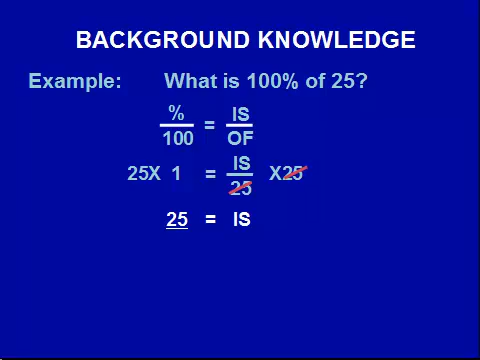 BACKGROUND KNOWLEDGE
Example: What is 100% of 25?
% = IS
100 OF
25X 1 = IS X25
25
25 = IS